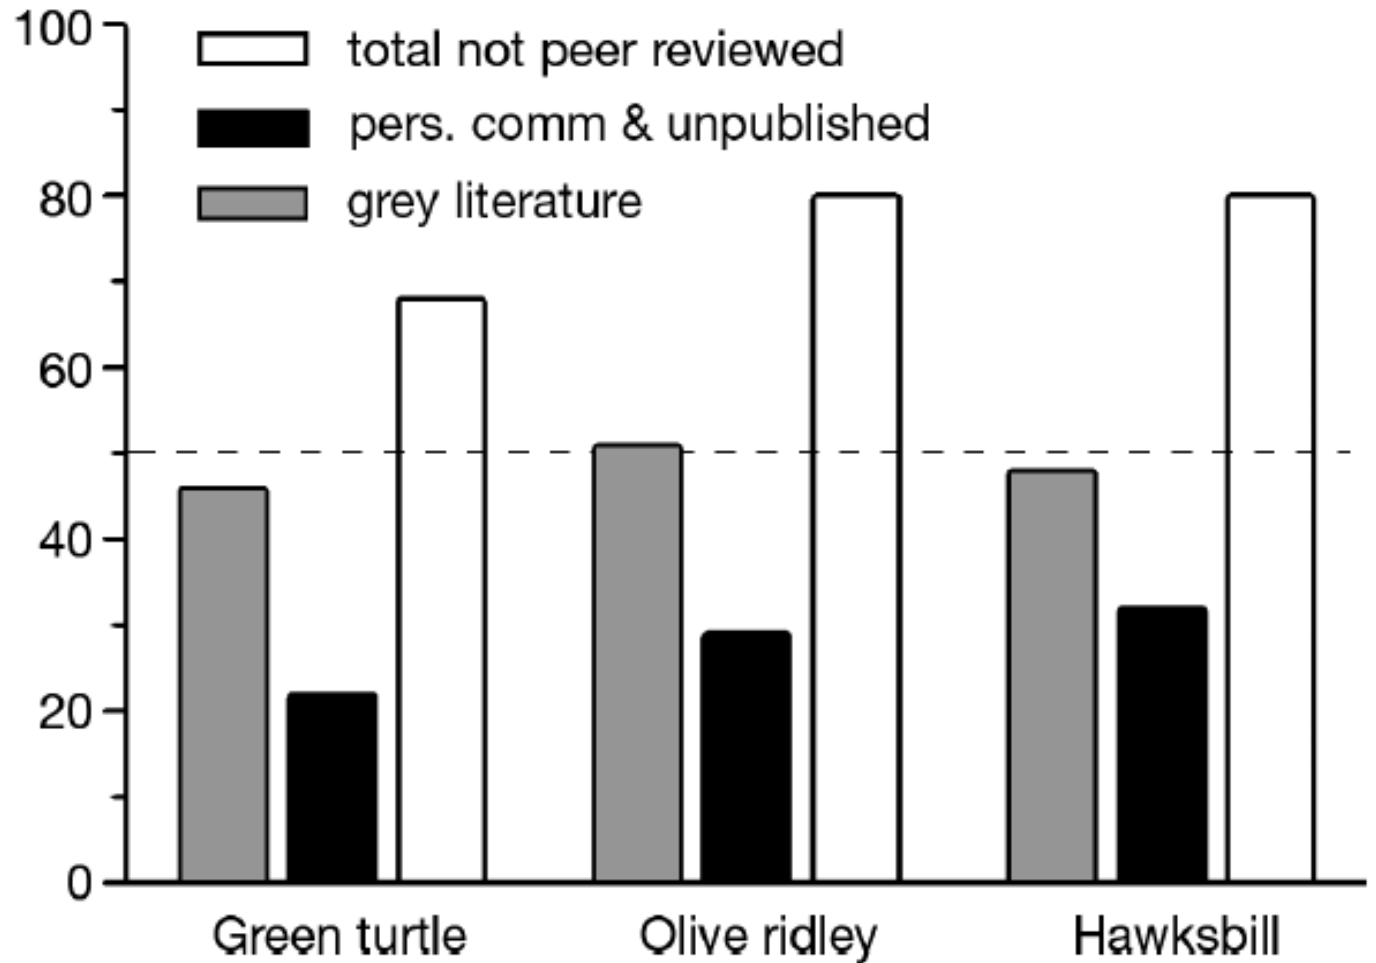 100
total not peer reviewed
pers. comm & unpublished
80
grey literature
60
40
20
0
Green turtle Olive ridley Hawksbill